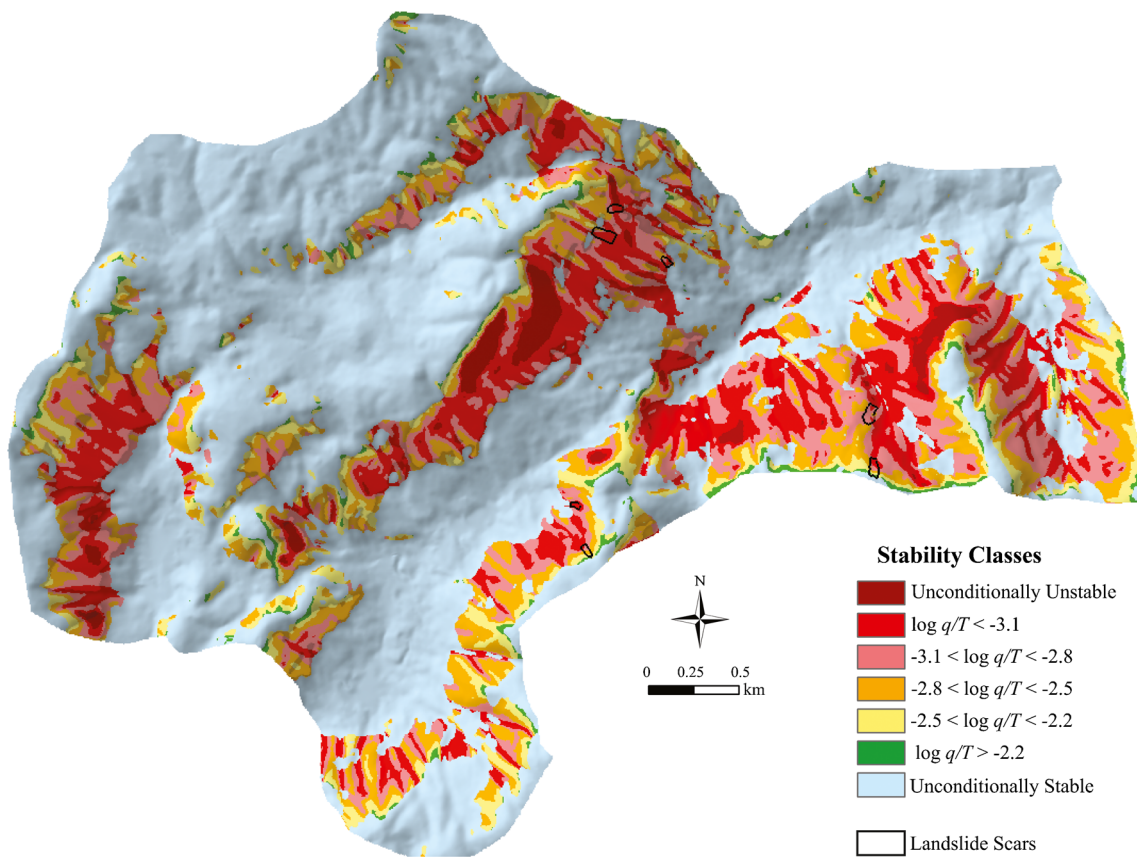 Stability Classes
Unconditionally Unstable
log q/T < -3.1
-3.1 < log q/T < -2.8
-2.8 < log q/T < -2.5
-2.5 < log q/T < -2.2
log q/T > -2.2
Unconditionally Stable
Landslide Scars
N
0 0.25 0.5
km